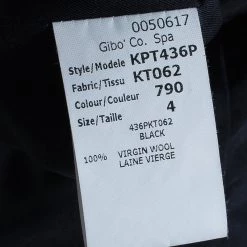 0050617
Gibo' Co. Spa
Style/Modele KPT436P
Fabric/Tissu KT062
Colour/Couleur 790
Size/Taille 4
436PKT062
BLACK
100% VIRGIN WOOL
LAINE VIERGE